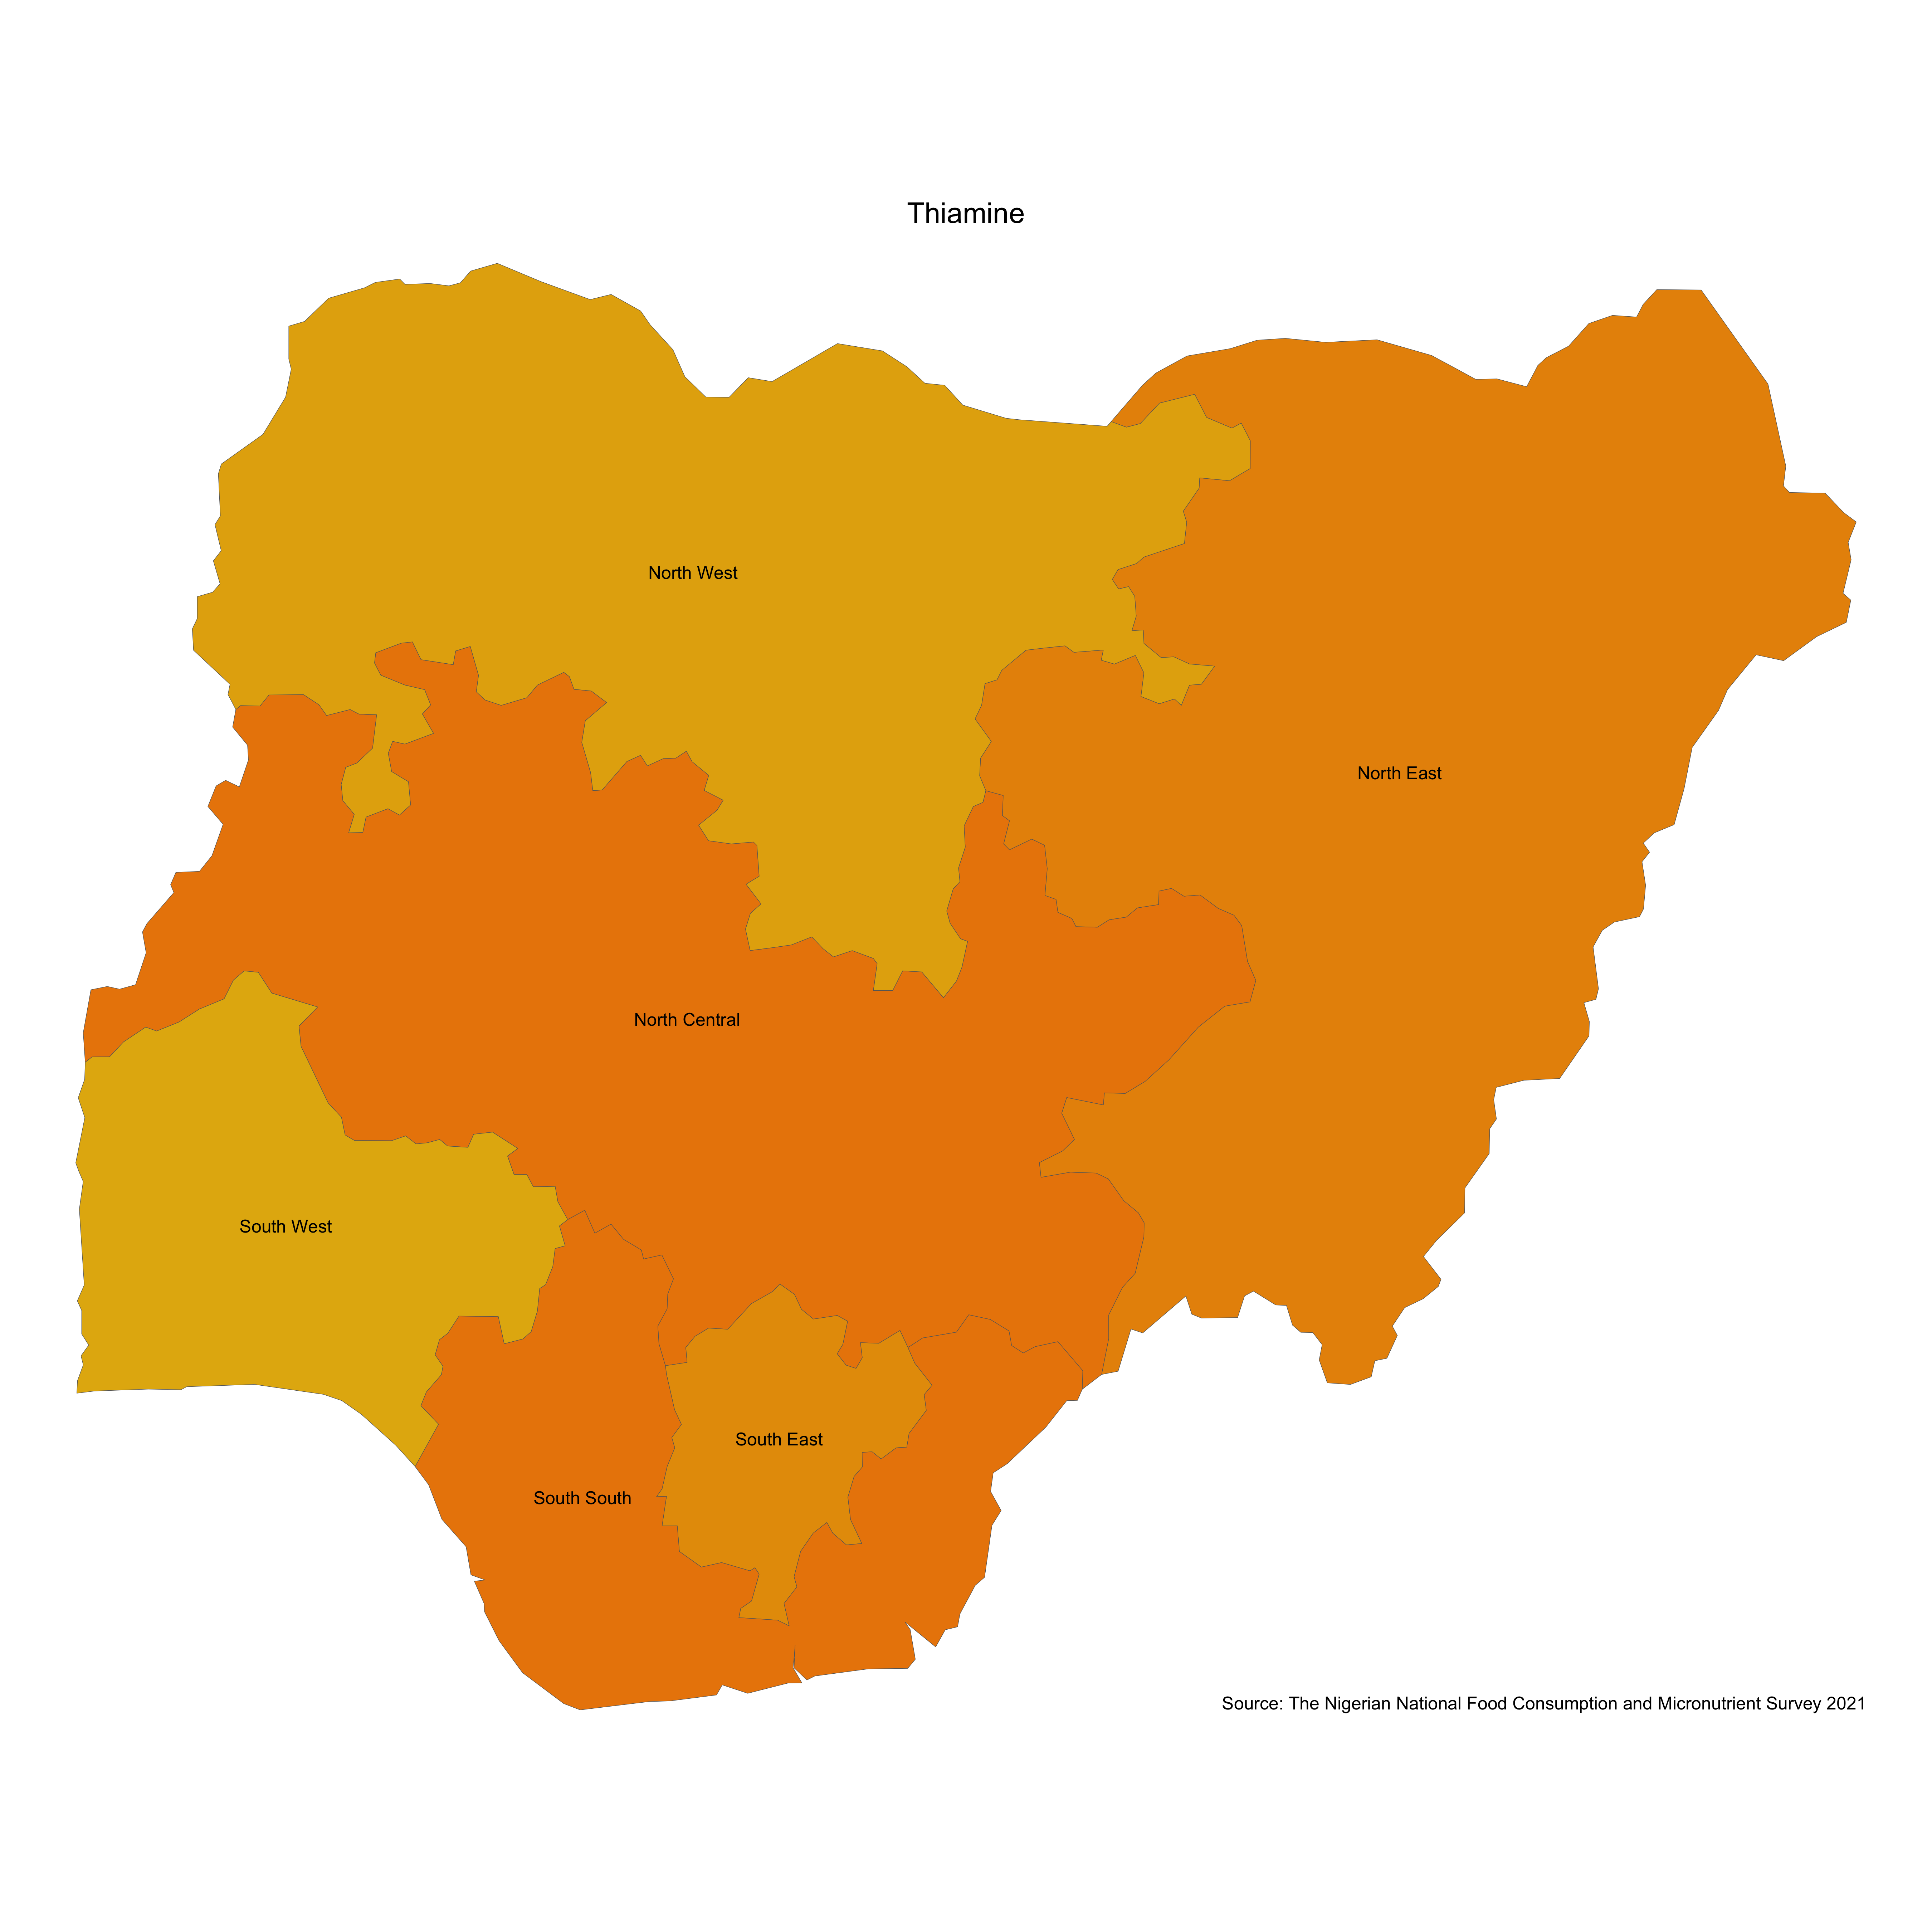 Thiamine
North West
North East
North Central
South West
South East
South South
Source: The Nigerian National Food Consumption and Micronutrient Survey 2021